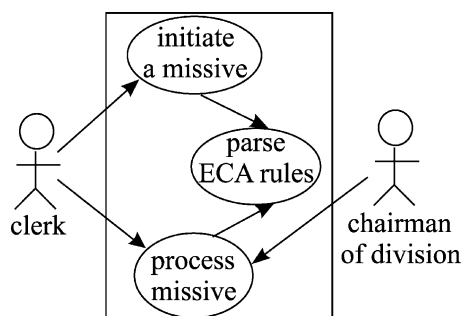 initiate
a missive
parse
ECA rules
clerk
chairman
of division
process
missive